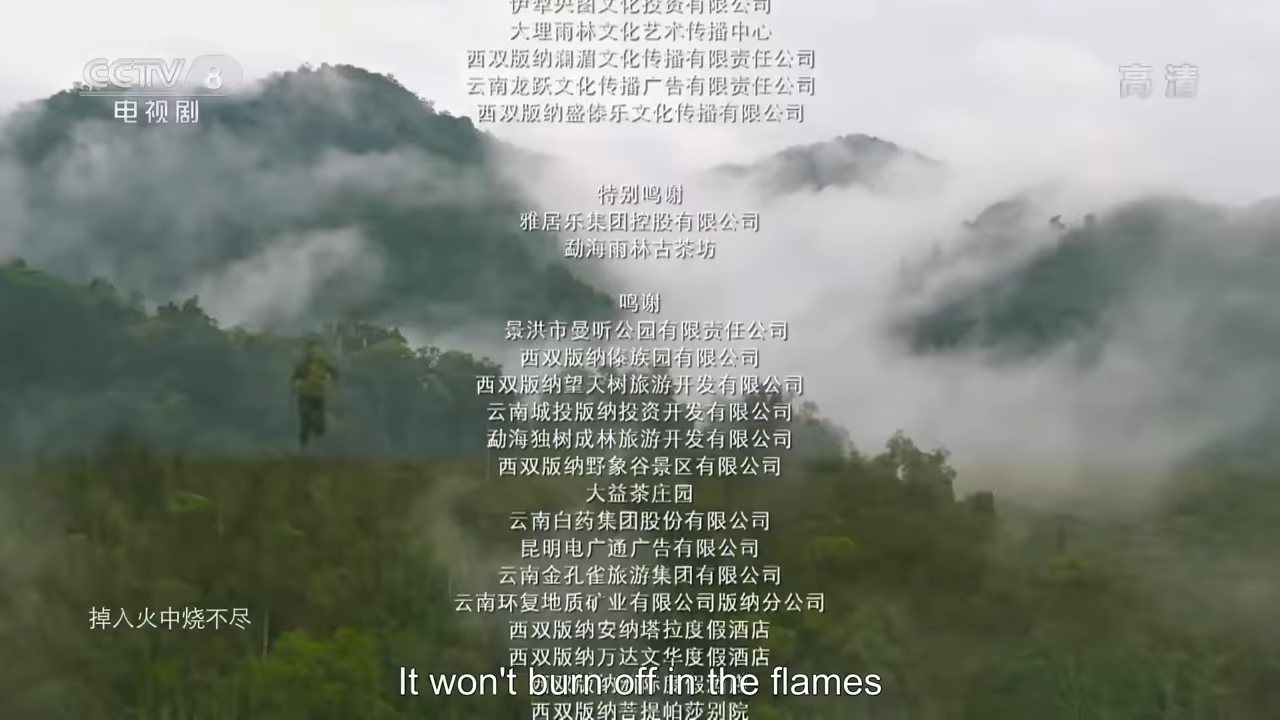 伊犁央图文化投资有限公司
大理雨林文化艺术传播中心
西双版纳澜湄文化传播有限责任公司
云南龙跃文化传播广告有限责任公司
西双版纳盛傣乐文化传播有限公司
CCTV 8
电视剧
高清
特别鸣谢
雅居乐集团控股有限公司
勐海雨林古茶坊
鸣谢
景洪市曼听公园有限责任公司
西双版纳傣族园有限公司
西双版纳望天树旅游开发有限公司
云南城投版纳投资开发有限公司
勐海独树成林旅游开发有限公司
西双版纳野象谷景区有限公司
大益茶庄园
云南白药集团股份有限公司
昆明电广通广告有限公司
云南金孔雀旅游集团有限公司
云南环复地质矿业有限公司版纳分公司
掉入火中烧不尽
西双版纳安纳塔拉度假酒店
西双版纳万达文华度假酒店
It won't burn off in the flames
西双版纳菩提帕莎别院